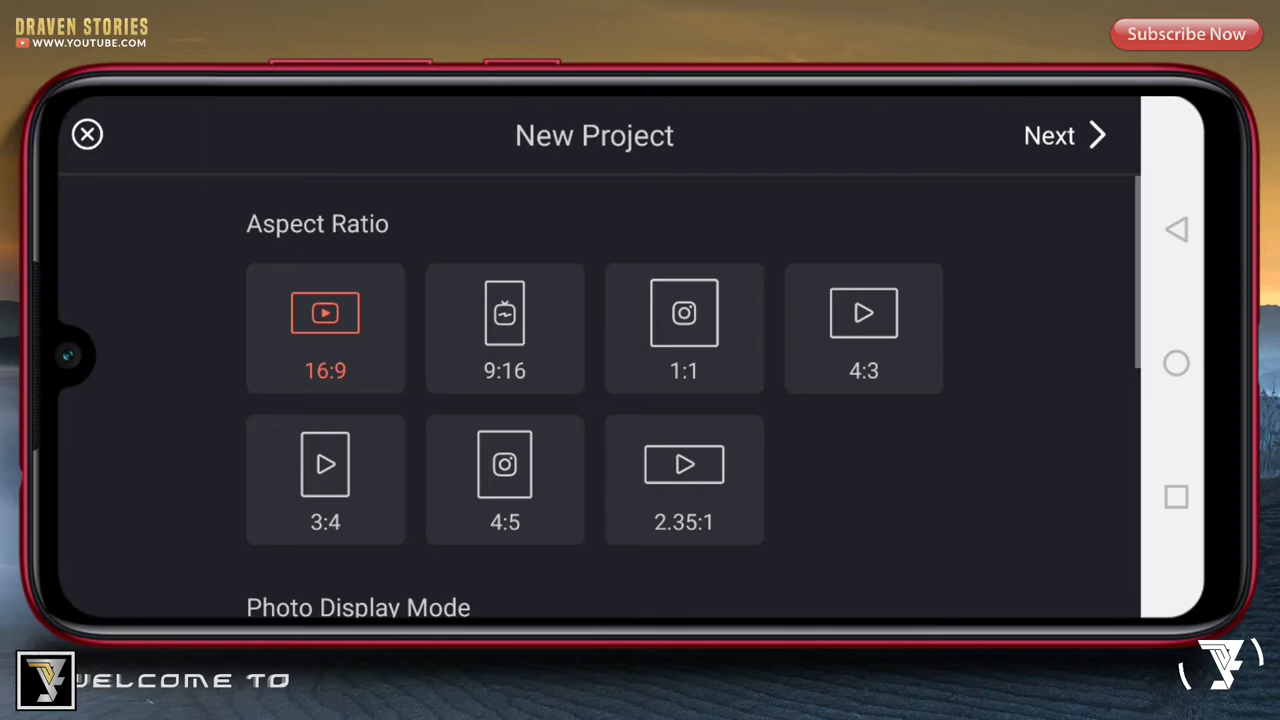 DRAVEN STORIES
WWW.YOUTUBE.COM
Subscribe Now
New Project
Next
Aspect Ratio
16:9
9:16
1:1
4:3
3:4
4:5
2.35:1
Photo Display Mode
WELCOME TO